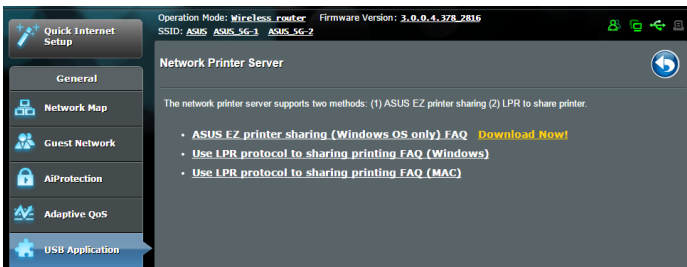 Quick Internet Setup
Operation Mode: Wireless router Firmware Version: 3.0.0.4.378_2816
SSID: ASUS ASUS_5G-1 ASUS_5G-2
General
Network Map
Guest Network
AiProtection
Adaptive QoS
USB Application
Network Printer Server
The network printer server supports two methods: (1) ASUS EZ printer sharing (2) LPR to share printer.
ASUS EZ printer sharing (Windows OS only) FAQ Download Now!
Use LPR protocol to sharing printing FAQ (Windows)
Use LPR protocol to sharing printing FAQ (MAC)